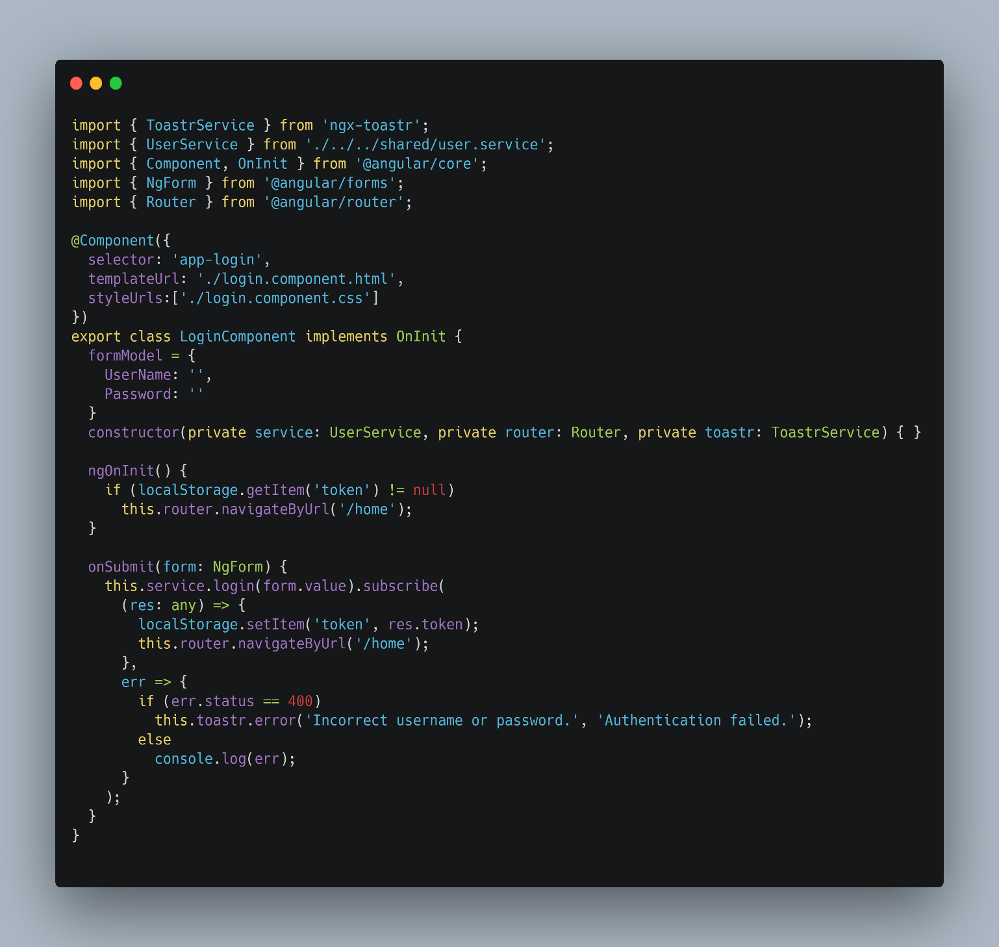 import { ToastrService } from 'ngx-toastr';
import { UserService } from './../../shared/user.service';
import { Component, OnInit } from '@angular/core';
import { NgForm } from '@angular/forms';
import { Router } from '@angular/router';

@Component({
  selector: 'app-login',
  templateUrl: './login.component.html',
  styleUrls:['./login.component.css']
})
export class LoginComponent implements OnInit {
  formModel = {
    UserName: '',
    Password: ''
  }
  constructor(private service: UserService, private router: Router, private toastr: ToastrService) { }

  ngOnInit() {
    if (localStorage.getItem('token') != null)
      this.router.navigateByUrl('/home');
  }

  onSubmit(form: NgForm) {
    this.service.login(form.value).subscribe(
      (res: any) => {
        localStorage.setItem('token', res.token);
        this.router.navigateByUrl('/home');
      },
      err => {
        if (err.status == 400)
          this.toastr.error('Incorrect username or password.', 'Authentication failed.');
        else
          console.log(err);
      }
    );
  }
}